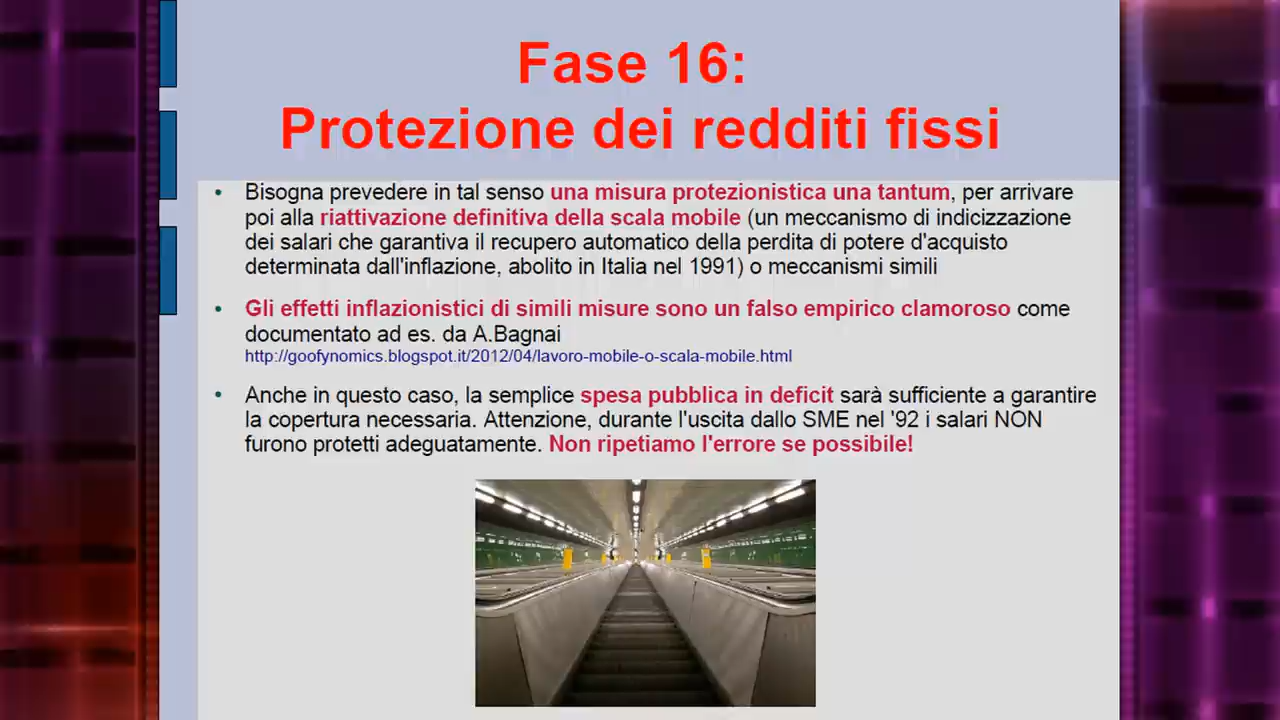 Fase 16:
Protezione dei redditi fissi
• Bisogna prevedere in tal senso una misura protezionistica una tantum, per arrivare
poi alla riattivazione definitiva della scala mobile (un meccanismo di indicizzazione
dei salari che garantiva il recupero automatico della perdita di potere d'acquisto
determinata dall'inflazione, abolito in Italia nel 1991) o meccanismi simili
• Gli effetti inflazionistici di simili misure sono un falso empirico clamoroso come
documentato ad es. da A.Bagnai
http://goofynomics.blogspot.it/2012/04/lavoro-mobile-o-scala-mobile.html
• Anche in questo caso, la semplice spesa pubblica in deficit sarà sufficiente a garantire
la copertura necessaria. Attenzione, durante l'uscita dallo SME nel '92 i salari NON
furono protetti adeguatamente. Non ripetiamo l'errore se possibile!